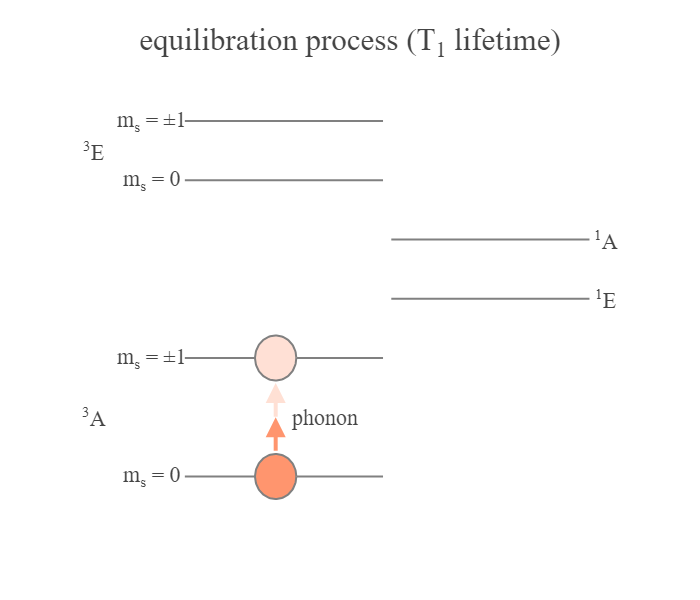 equilibration process (T₁ lifetime)
mₛ = ±1
³E
mₛ = 0
¹A
¹E
mₛ = ±1
³A
phonon
mₛ = 0